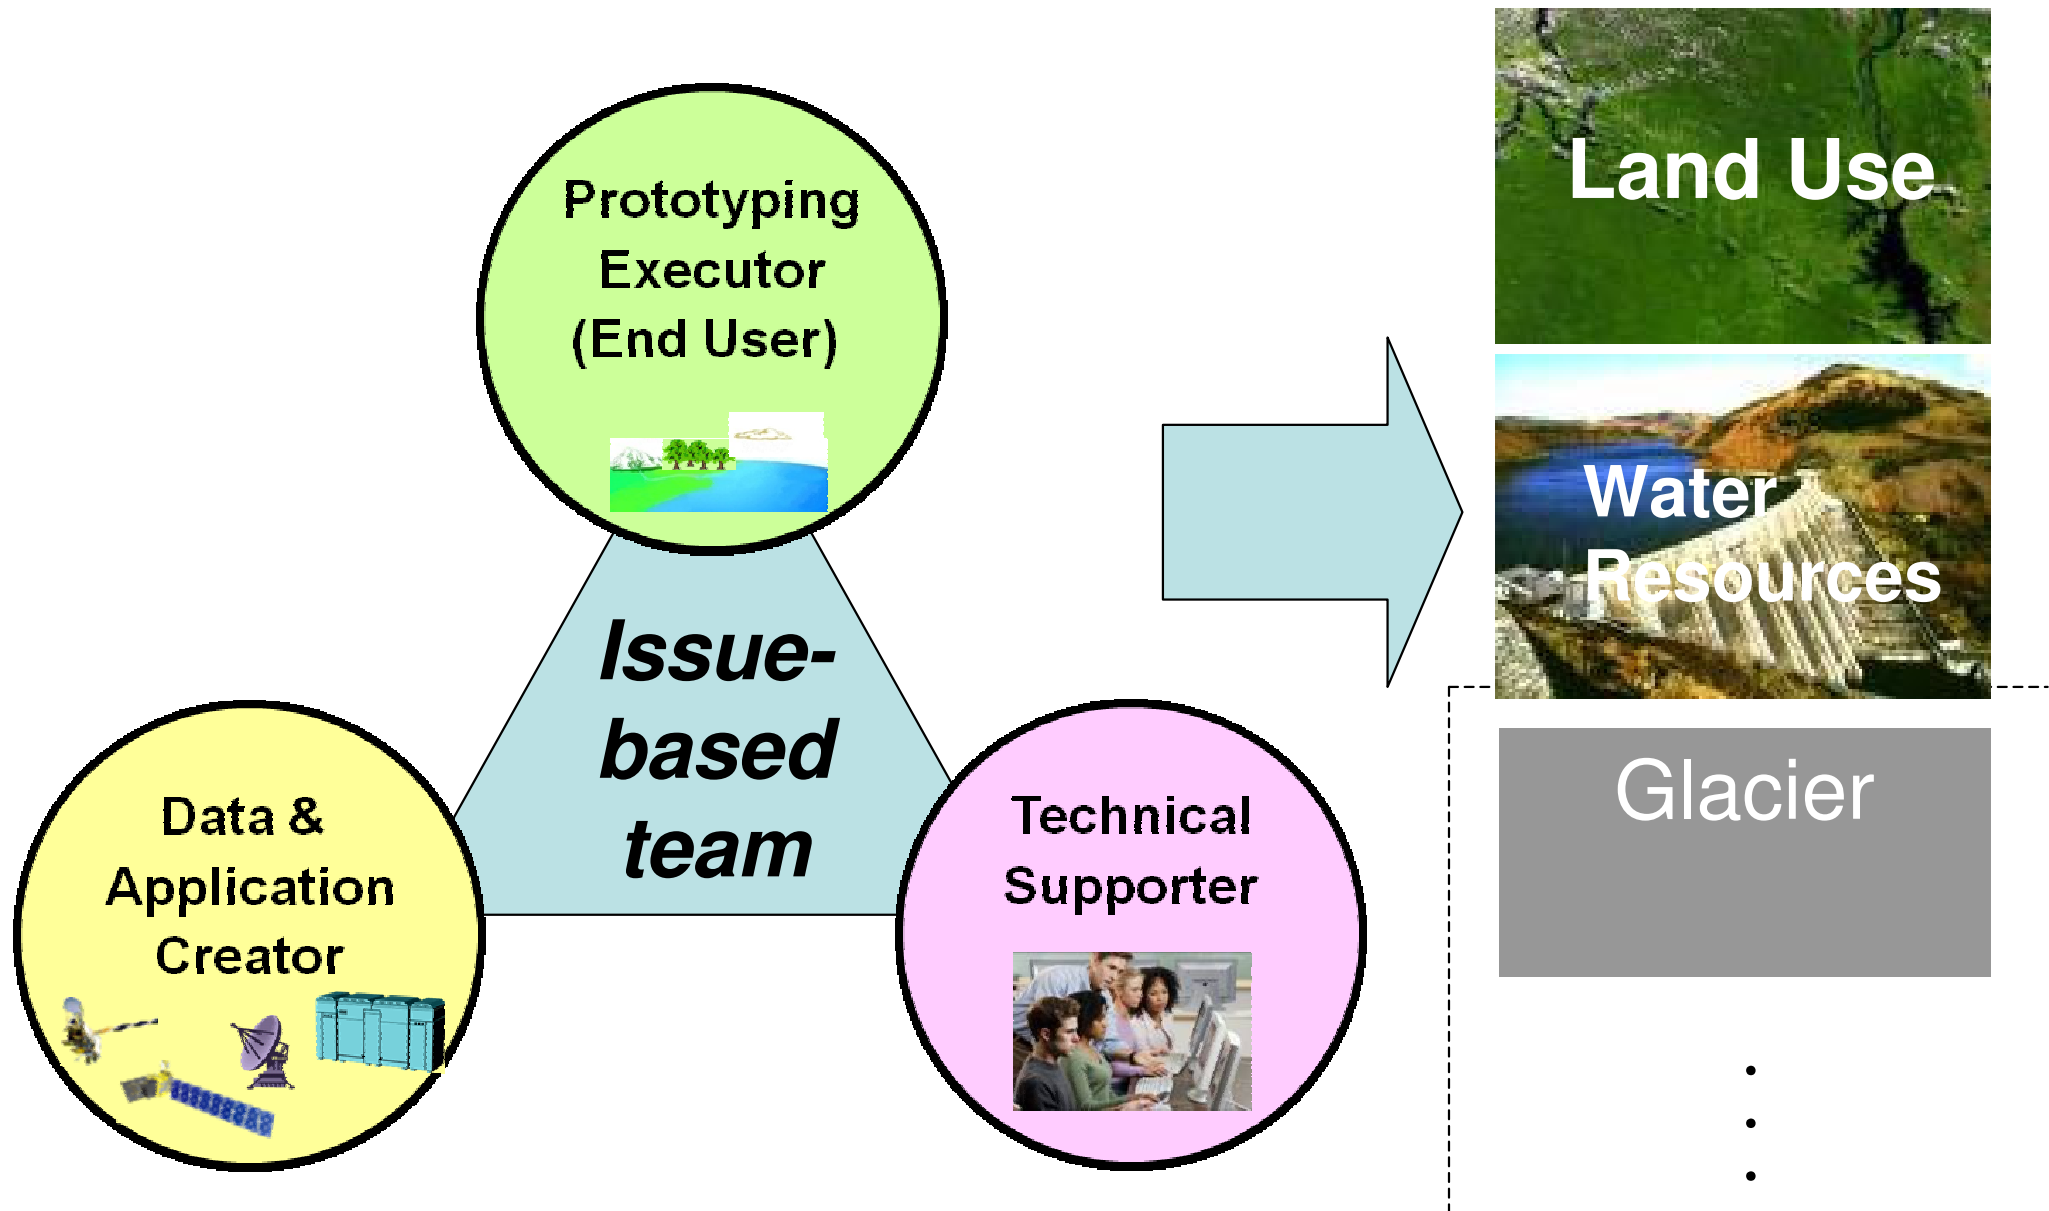 Prototyping
Executor
(End User)
Issue-
based
team
Data &
Application
Creator
Technical
Supporter
Land Use
Water
Resources
Glacier